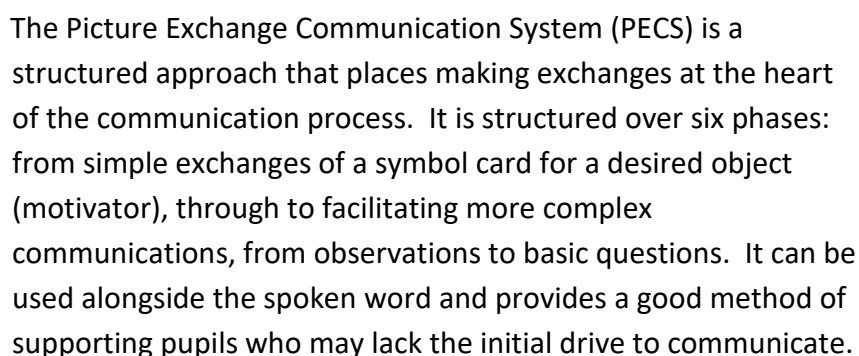 The Picture Exchange Communication System (PECS) is a
structured approach that places making exchanges at the heart
of the communication process.  It is structured over six phases:
from simple exchanges of a symbol card for a desired object
(motivator), through to facilitating more complex
communications, from observations to basic questions.  It can be
used alongside the spoken word and provides a good method of
supporting pupils who may lack the initial drive to communicate.